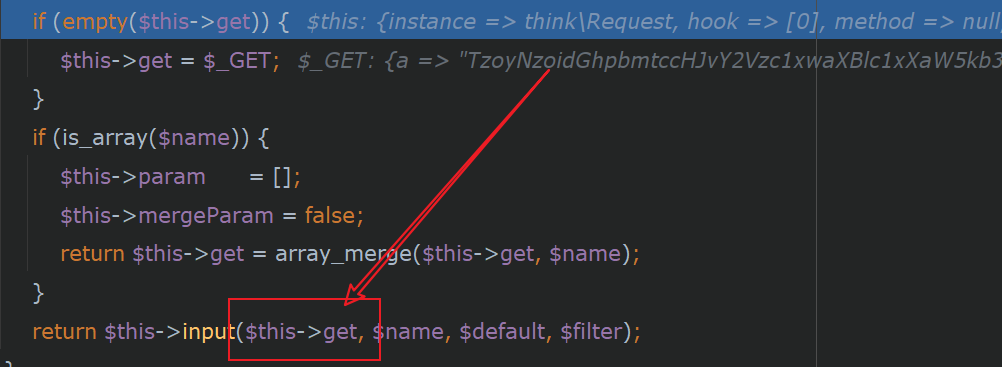 if (empty($this->get)) { $this: {instance => think\Request, hook => [0], method => null,
$this->get = $_GET; $_GET: {a => "TzoyNzoidGhpbmtccHJvY2Vzc1xwaXBlc1xXaW5kb3
}
if (is_array($name)) {
$this->param = [];
$this->mergeParam = false;
return $this->get = array_merge($this->get, $name);
}
return $this->input($this->get, $name, $default, $filter);
}